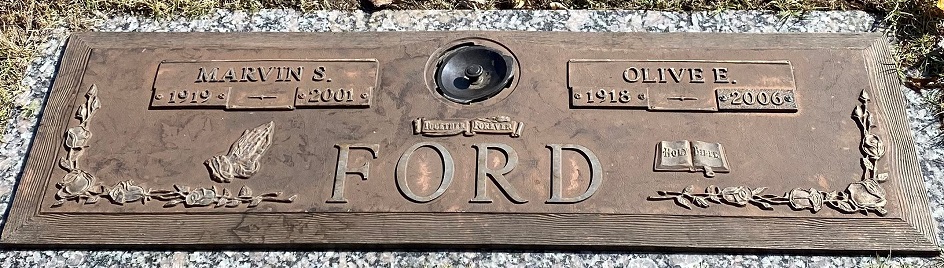 MARVIN S.
1919 2001
OLIVE E.
1918 2006
TOGETHER FOREVER
FORD
HOLY BIBLE